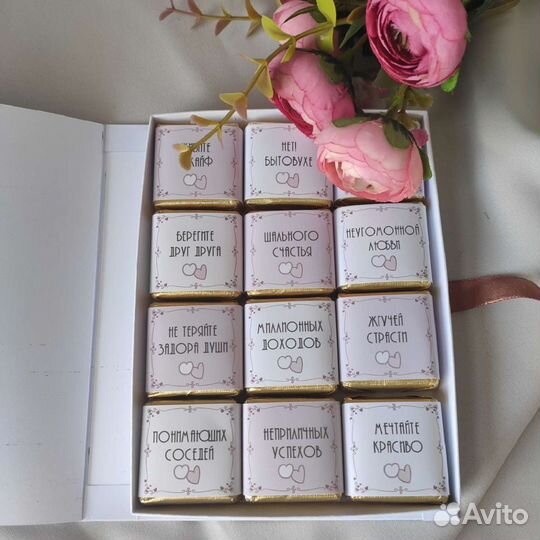 КАЙФ
НЕТ!
БЫТОВУХЕ
БЕРЕГИТЕ
ДРУГ ДРУГА
ШАЛЬНОГО
СЧАСТЬЯ
НЕУГОМОННОЙ
ЛЮБВИ
НЕ ТЕРЯЙТЕ
ЗАДОРА ДУШИ
МИЛЛИОННЫХ
ДОХОДОВ
ЖГУЧЕЙ
СТРАСТИ
ПОНИМАЮЩИХ
СОСЕДЕЙ
НЕПРИЛИЧНЫХ
УСПЕХОВ
МЕЧТАЙТЕ
КРАСИВО
Avito